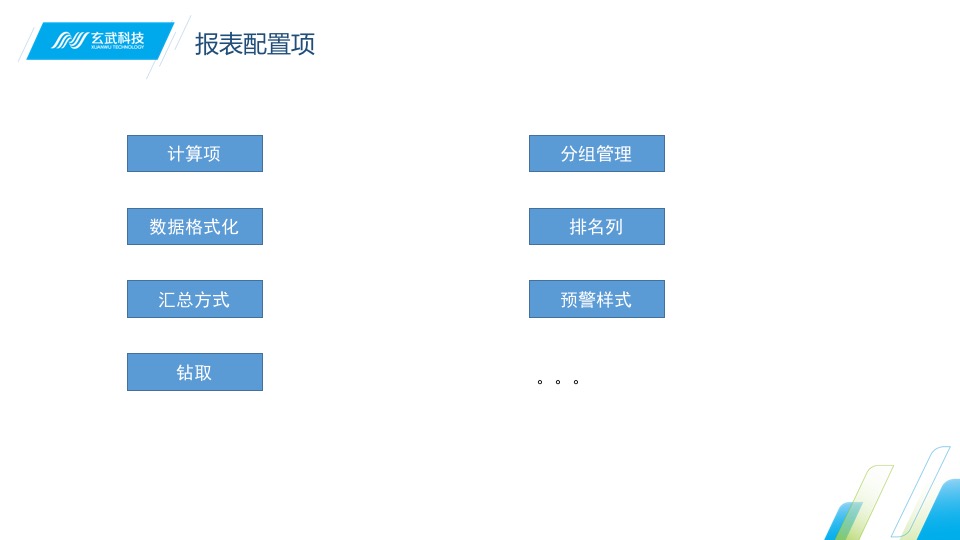 玄武科技
XUANWU TECHNOLOGY
报表配置项
计算项
分组管理
数据格式化
排名列
汇总方式
预警样式
钻取
。。。